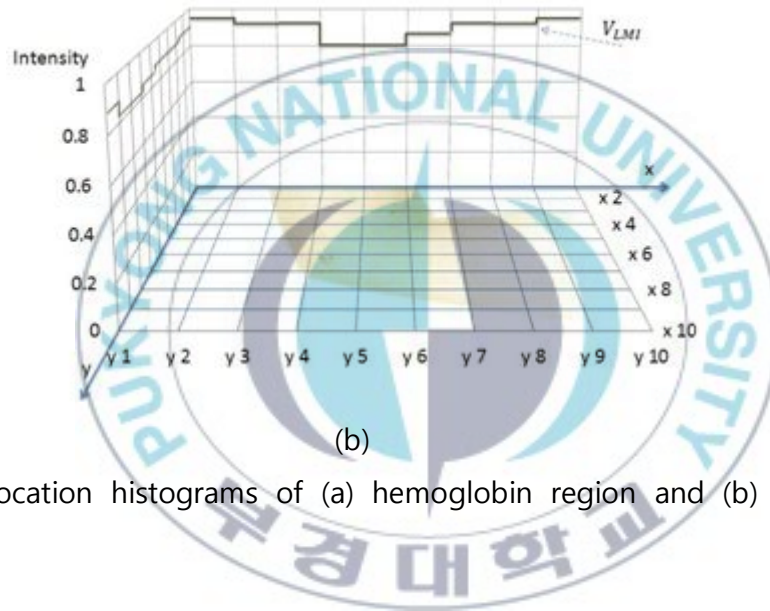 V_LMI
Intensity
1
0.8
0.6
0.4
0.2
0
x
x 2
x 4
x 6
x 8
x 10
y
y 1 y 2 y 3 y 4 y 5 y 6 y 7 y 8 y 9 y 10
(b)
ocation histograms of (a) hemoglobin region and (b)
PUKYONG NATIONAL UNIVERSITY
부경대학교